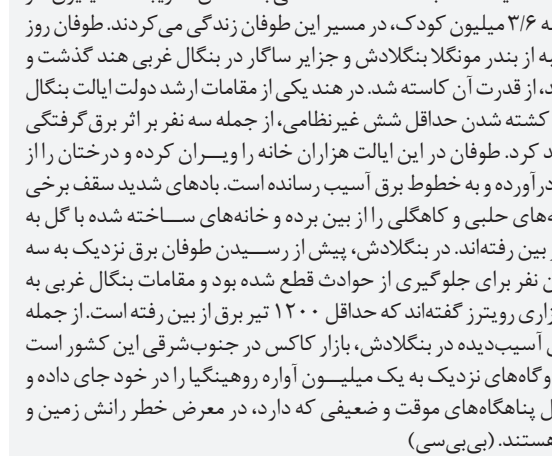 ه ۳/۶ میلیون کودک، در مسیر این طوفان زندگی می‌کردند. طوفان روز
به از بندر مونگلا بنگلادش و جزایر ساگار در بنگال غربی هند گذشت و
د، از قدرت آن کاسته شد. در هند یکی از مقامات ارشد دولت ایالت بنگال
کشته شدن حداقل شش غیرنظامی، از جمله سه نفر بر اثر برق گرفتگی
د کرد. طوفان در این ایالت هزاران خانه را ویـران کرده و درختان را از
درآورده و به خطوط برق آسیب رسانده است. بادهای شدید سقف برخی
ه‌های حلبی و کاهگلی را از بین برده و خانه‌های سـاخته شده با گل به
بین رفته‌اند. در بنگلادش، پیش از رسـیدن طوفان برق نزدیک به سه
ن نفر برای جلوگیری از حوادث قطع شده بود و مقامات بنگال غربی به
زاری رویترز گفته‌اند که حداقل ۱۲۰۰ تیر برق از بین رفته است. از جمله
آسیب‌دیده در بنگلادش، بازار کاکس در جنوب‌شرقی این کشور است
وگاه‌های نزدیک به یک میلیـون آواره روهینگیا را در خود جای داده و
ل پناهگاه‌های موقت و ضعیفی که دارد، در معرض خطر رانش زمین و
هستند. (بی‌بی‌سی)